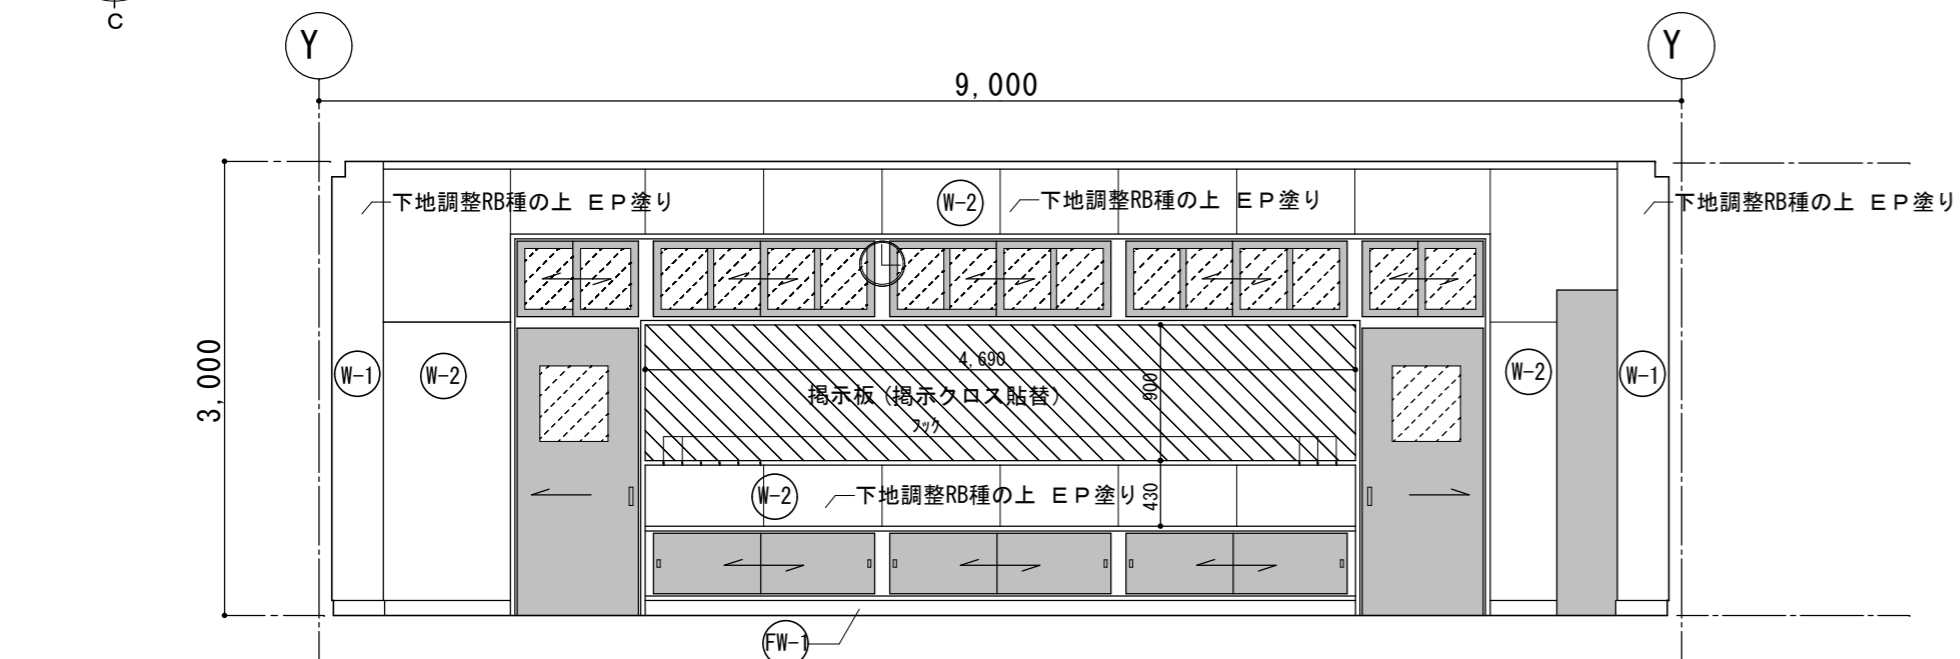 C
Y
Y
9,000
下地調整RB種の上 ＥＰ塗り
W-2
下地調整RB種の上 ＥＰ塗り
下地調整RB種の上 ＥＰ塗り
3,000
W-1
W-2
4,690
900
W-2
W-1
掲示板（掲示クロス貼替）
フック
W-2
下地調整RB種の上 ＥＰ塗り
430
FW-1